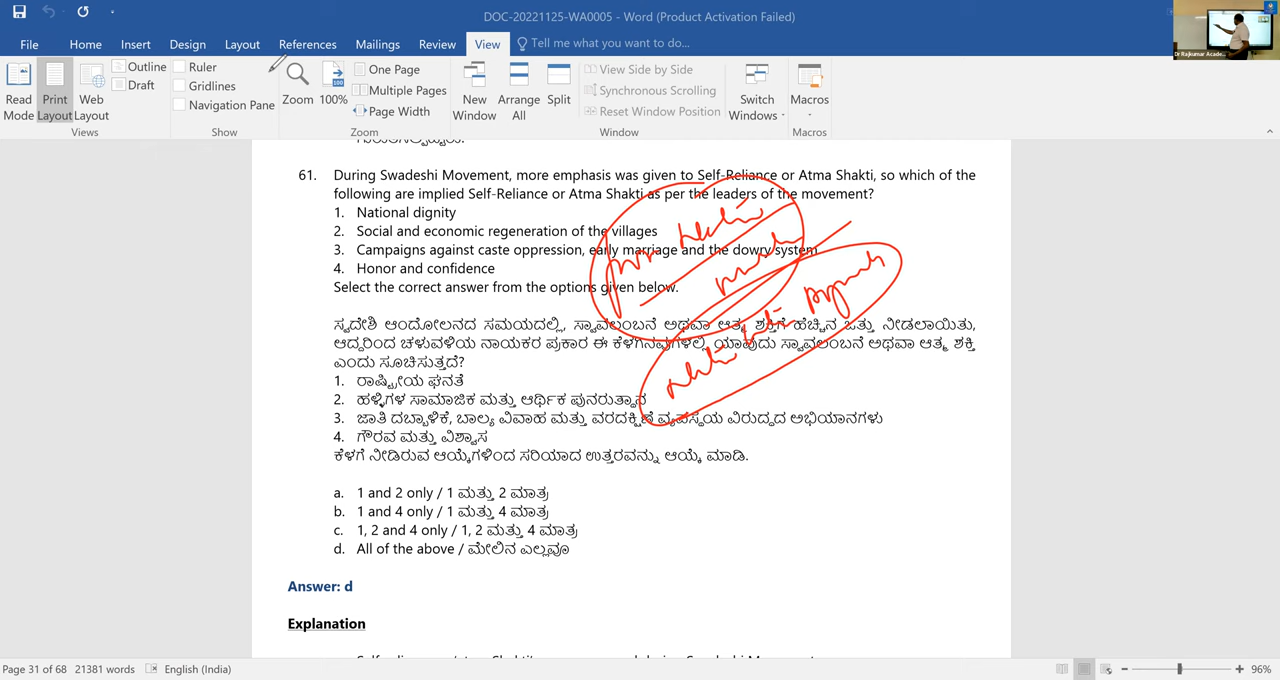 DOC-20221125-WA0005 - Word (Product Activation Failed)
File Home Insert Design Layout References Mailings Review View Tell me what you want to do...
Dr Rajkumar Acade...
Read Mode
Print Layout
Web Layout
Outline
Draft
Views
Ruler
Gridlines
Navigation Pane
Show
Zoom
100%
One Page
Multiple Pages
Page Width
Zoom
New Window
Arrange All
Split
View Side by Side
Synchronous Scrolling
Reset Window Position
Window
Switch Windows
Macros
Macros
61. During Swadeshi Movement, more emphasis was given to Self-Reliance or Atma Shakti, so which of the
following are implied Self-Reliance or Atma Shakti as per the leaders of the movement?
1. National dignity
2. Social and economic regeneration of the villages
3. Campaigns against caste oppression, early marriage and the dowry system
4. Honor and confidence
Select the correct answer from the options given below.
ಸ್ವದೇಶಿ ಆಂದೋಲನದ ಸಮಯದಲ್ಲಿ, ಸ್ವಾವಲಂಬನೆ ಅಥವಾ ಆತ್ಮ ಶಕ್ತಿಗೆ ಹೆಚ್ಚಿನ ಒತ್ತು ನೀಡಲಾಯಿತು,
ಆದ್ದರಿಂದ ಚಳುವಳಿಯ ನಾಯಕರ ಪ್ರಕಾರ ಈ ಕೆಳಗಿನವುಗಳಲ್ಲಿ ಯಾವುದು ಸ್ವಾವಲಂಬನೆ ಅಥವಾ ಆತ್ಮ ಶಕ್ತಿ
ಎಂದು ಸೂಚಿಸುತ್ತದೆ?
1. ರಾಷ್ಟ್ರೀಯ ಘನತೆ
2. ಹಳ್ಳಿಗಳ ಸಾಮಾಜಿಕ ಮತ್ತು ಆರ್ಥಿಕ ಪುನರುತ್ಥಾನ
3. ಜಾತಿ ದಬ್ಬಾಳಿಕೆ, ಬಾಲ್ಯ ವಿವಾಹ ಮತ್ತು ವರದಕ್ಷಿಣೆ ವ್ಯವಸ್ಥೆಯ ವಿರುದ್ಧದ ಅಭಿಯಾನಗಳು
4. ಗೌರವ ಮತ್ತು ವಿಶ್ವಾಸ
ಕೆಳಗೆ ನೀಡಿರುವ ಆಯ್ಕೆಗಳಿಂದ ಸರಿಯಾದ ಉತ್ತರವನ್ನು ಆಯ್ಕೆ ಮಾಡಿ.
a. 1 and 2 only / 1 ಮತ್ತು 2 ಮಾತ್ರ
b. 1 and 4 only / 1 ಮತ್ತು 4 ಮಾತ್ರ
c. 1, 2 and 4 only / 1, 2 ಮತ್ತು 4 ಮಾತ್ರ
d. All of the above / ಮೇಲಿನ ಎಲ್ಲವೂ
Answer: d
Explanation
Page 31 of 68 21381 words English (India) 96%